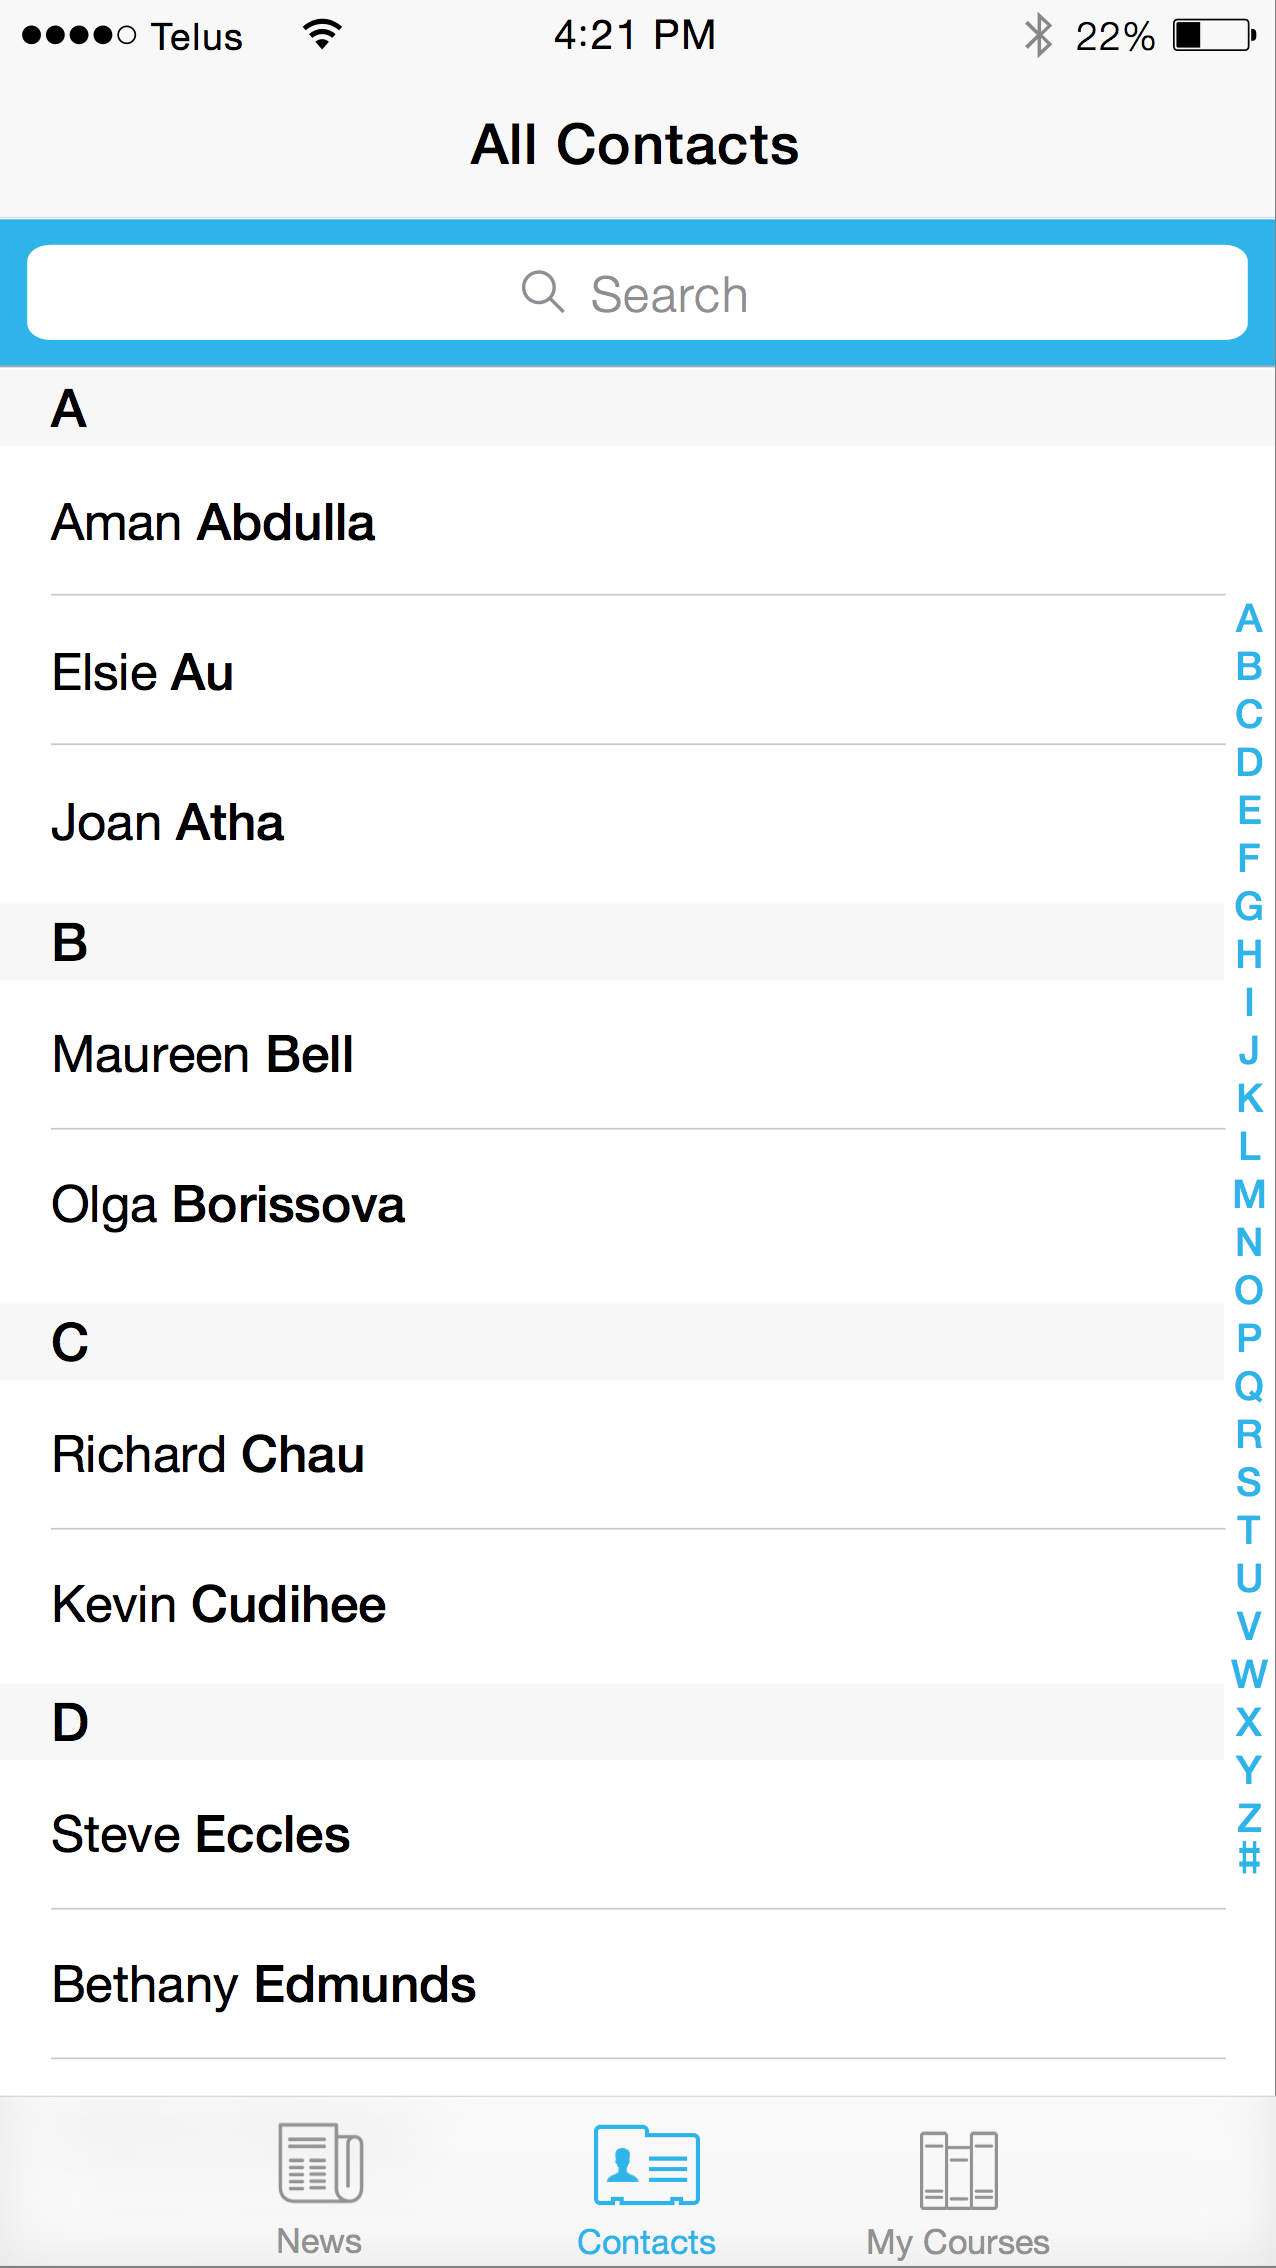 Telus 4:21 PM 22%
All Contacts
Search
A
Aman Abdulla
Elsie Au
Joan Atha
B
Maureen Bell
Olga Borissova
C
Richard Chau
Kevin Cudihee
D
Steve Eccles
Bethany Edmunds
A
B
C
D
E
F
G
H
I
J
K
L
M
N
O
P
Q
R
S
T
U
V
W
X
Y
Z
#
News Contacts My Courses